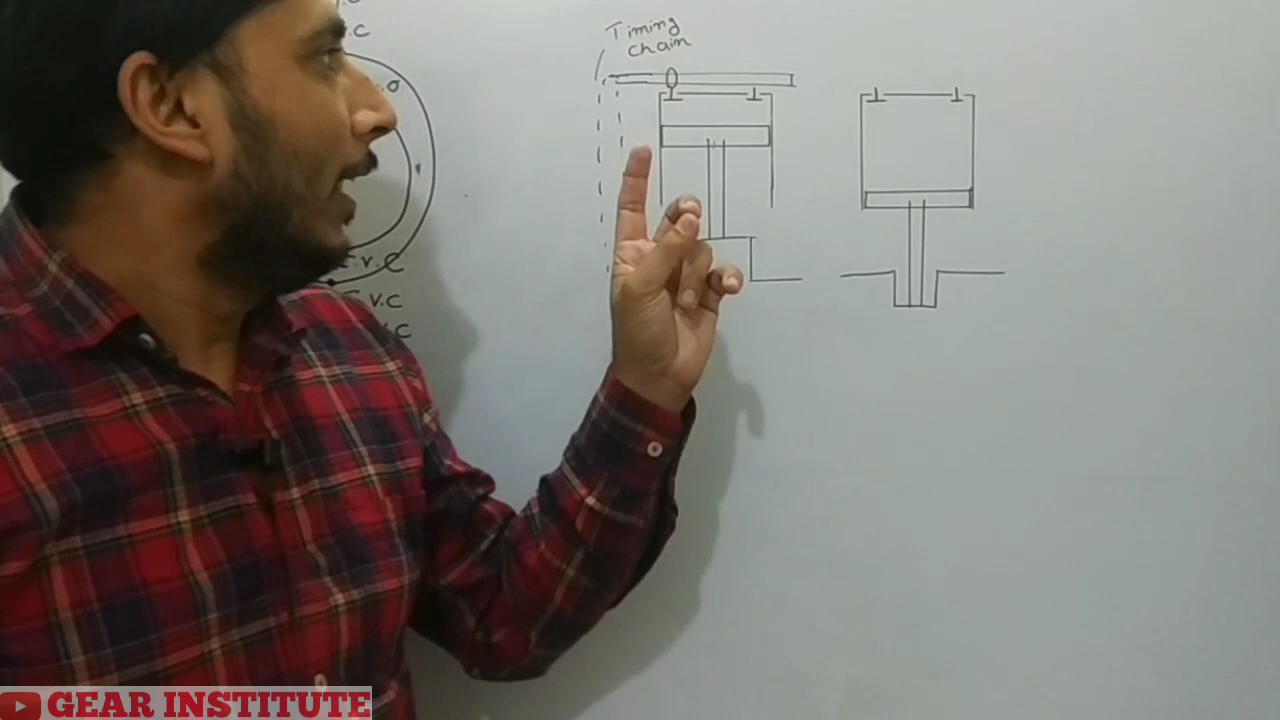 .C
V.C
Timing
chain
I.V.C
I.V.C
V.C
GEAR INSTITUTE